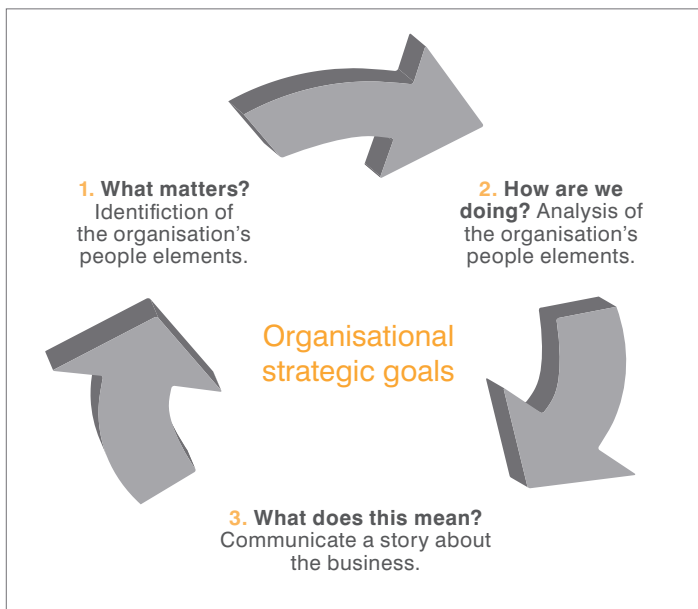 1. What matters?
Identifiction of
the organisation's
people elements.
2. How are we
doing? Analysis of
the organisation's
people elements.
Organisational
strategic goals
3. What does this mean?
Communicate a story about
the business.